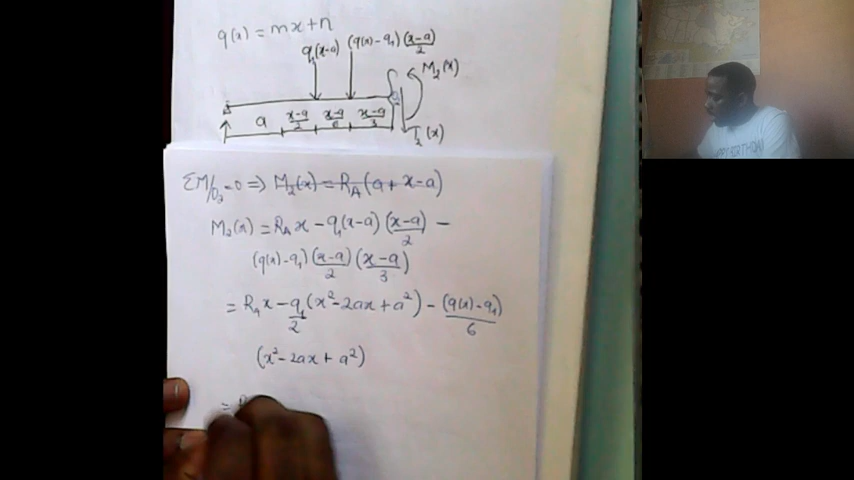 q(x) = mx+n
q₁(x-a) (q(x)-q₁)(x-a)/2
M₂(x)
a (x-a)/2 (x-a)/6 (x-a)/3
T₂(x)
ΣM/O₂=0 => M₂(x) = R_A(a + x-a)
M₂(x) = R_A x - q₁(x-a) (x-a)/2 -
(q(x)-q₁) (x-a)/2 (x-a)/3
= R_A x - q₁/2 (x²-2ax+a²) - (q(x)-q₁)/6
(x²-2ax + a²)
= R